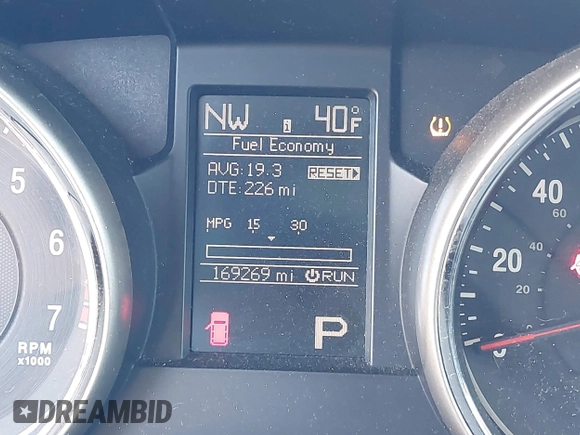 NW i 40°F
Fuel Economy
AVG: 19.3 RESET
DTE: 226 mi
MPG 15 30
169269 mi RUN
P
5
6
7
RPM
x1000
40
60
20
40
20
DREAMBID